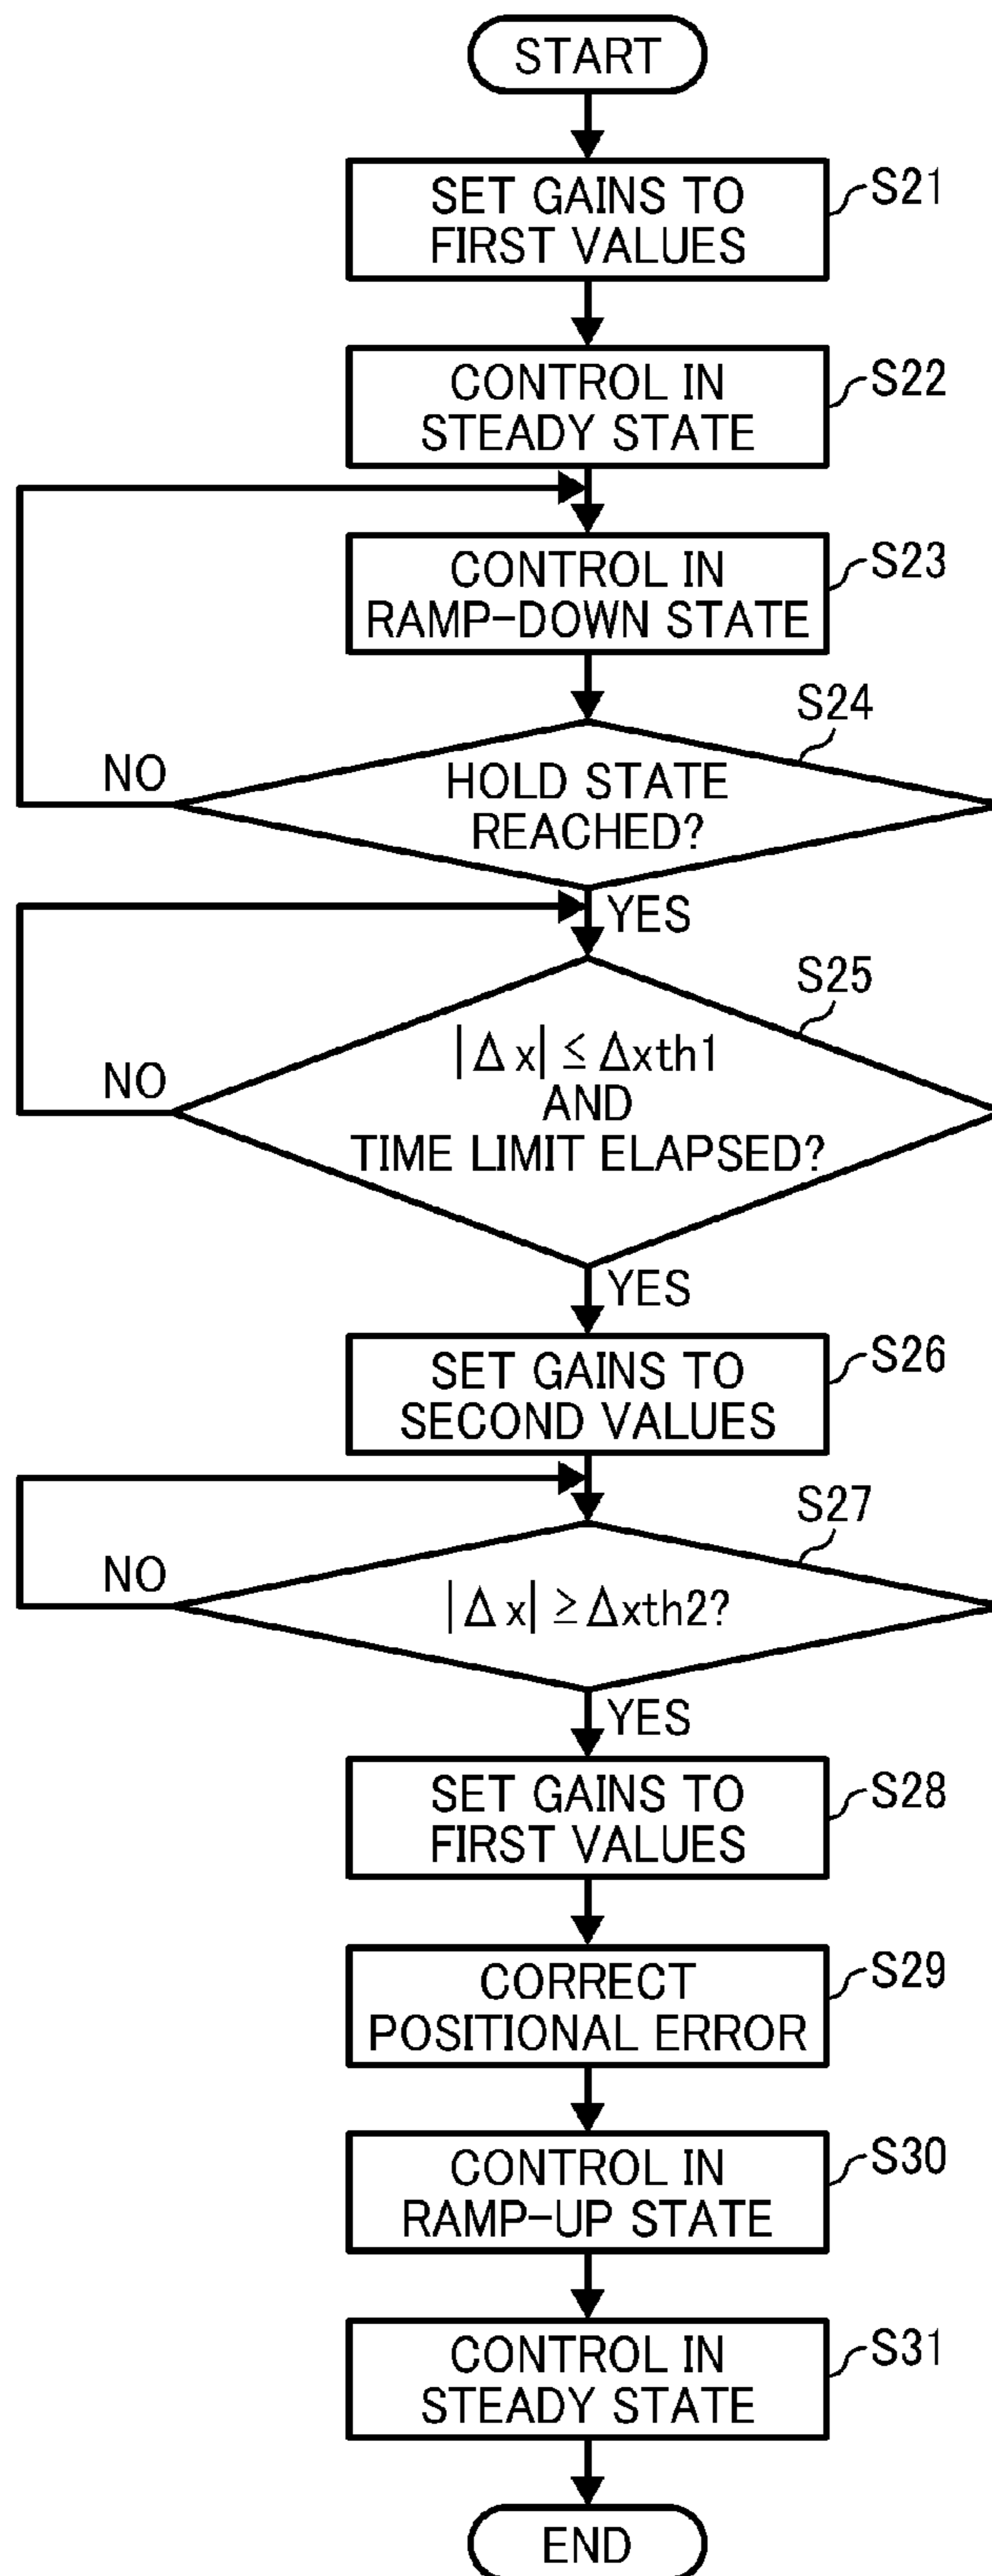 START
SET GAINS TO
FIRST VALUES
S21
CONTROL IN
STEADY STATE
S22
CONTROL IN
RAMP-DOWN STATE
S23
S24
HOLD STATE
REACHED?
NO
YES
S25
|Δx| ≤ Δxth1
AND
TIME LIMIT ELAPSED?
NO
YES
SET GAINS TO
SECOND VALUES
S26
S27
|Δx| ≥ Δxth2?
NO
YES
SET GAINS TO
FIRST VALUES
S28
CORRECT
POSITIONAL ERROR
S29
CONTROL IN
RAMP-UP STATE
S30
CONTROL IN
STEADY STATE
S31
END